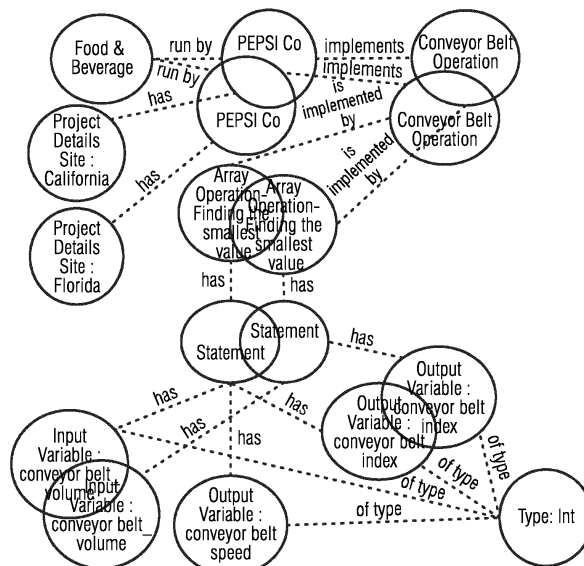 Food &
Beverage
run by
run by
PEPSI Co
PEPSI Co
implements
implements
Conveyor Belt
Operation
Conveyor Belt
Operation
has
is
implemented
by
Project
Details
Site :
California
has
is
implemented
by
Project
Details
Site :
Florida
Array
Operation-
Finding the
smallest
value
Array
Operation-
Finding the
smallest
value
has
has
Statement
Statement
has
has
has
has
has
Output
Variable :
conveyor belt
index
Output
Variable :
conveyor belt
index
Input
Variable :
conveyor belt
volume
Input
Variable :
conveyor belt_
volume
Output
Variable :
conveyor belt
speed
of type
of type
of type
of type
Type: Int